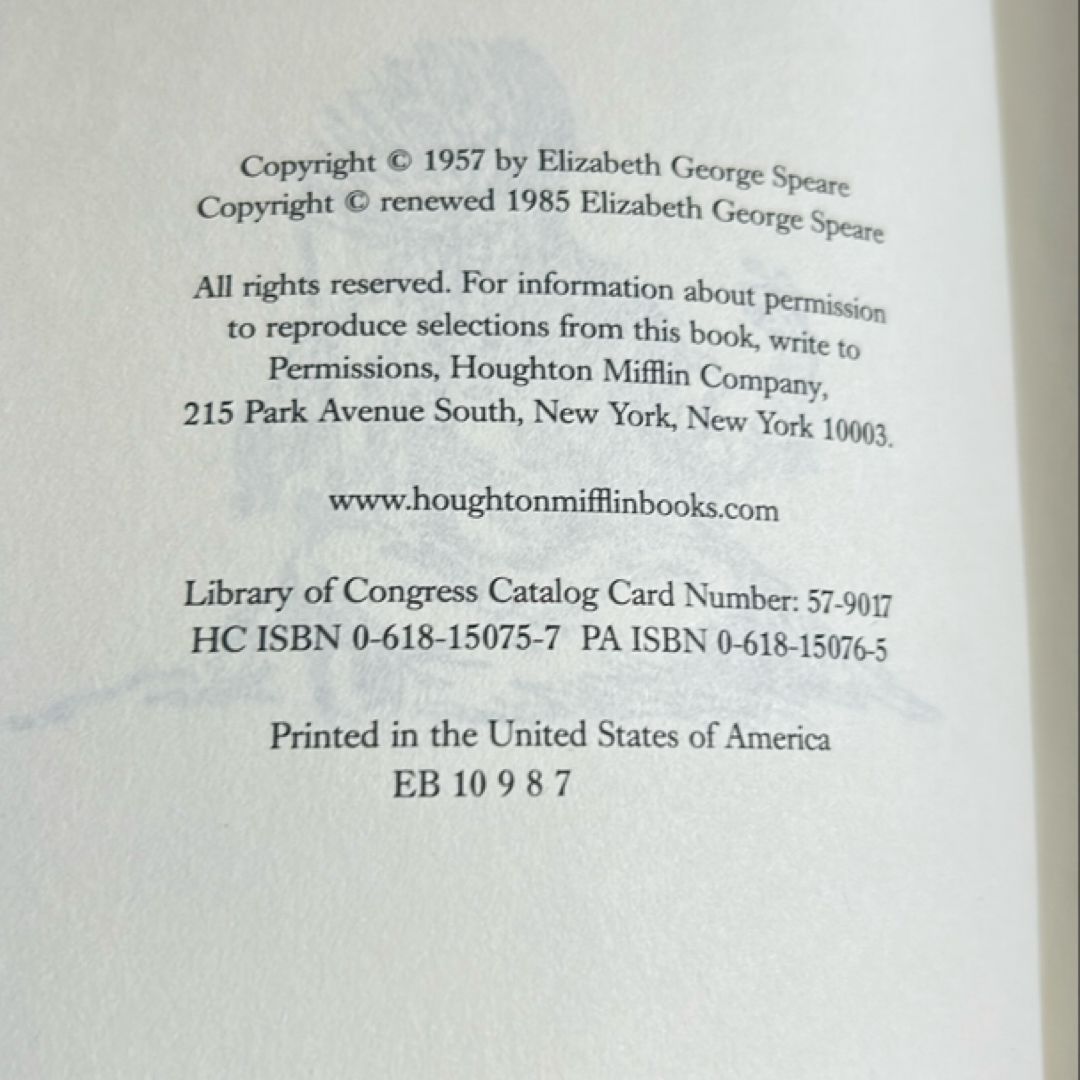 Copyright © 1957 by Elizabeth George Speare
Copyright © renewed 1985 Elizabeth George Speare
All rights reserved. For information about permission
to reproduce selections from this book, write to
Permissions, Houghton Mifflin Company,
215 Park Avenue South, New York, New York 10003.
www.houghtonmifflinbooks.com
Library of Congress Catalog Card Number: 57-9017
HC ISBN 0-618-15075-7 PA ISBN 0-618-15076-5
Printed in the United States of America
EB 10 9 8 7